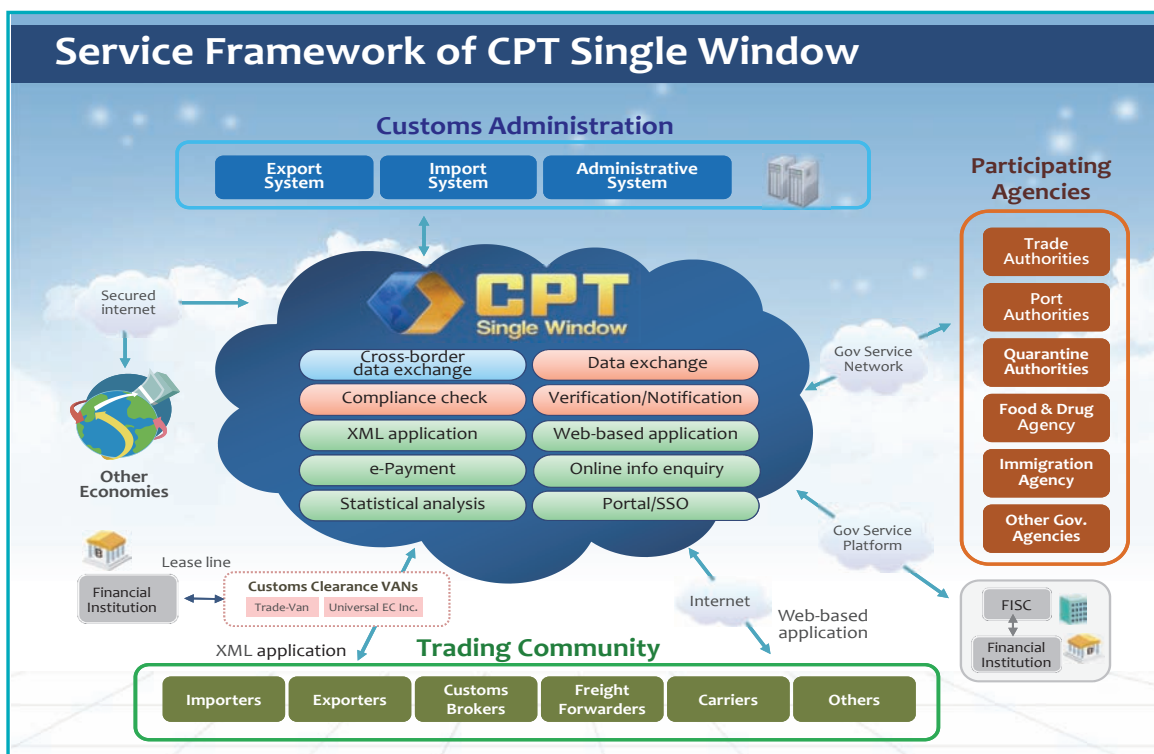 Service Framework of CPT Single Window
Customs Administration
Export
System
Import
System
Administrative
System
Participating
Agencies
Trade
Authorities
Port
Authorities
Quarantine
Authorities
Food & Drug
Agency
Immigration
Agency
Other Gov.
Agencies
Secured
internet
Other
Economies
CPT
Single Window
Cross-border
data exchange
Data exchange
Compliance check
Verification/Notification
XML application
Web-based application
e-Payment
Online info enquiry
Statistical analysis
Portal/SSO
Gov Service
Network
Gov Service
Platform
B
Financial
Institution
Lease line
Customs Clearance VANs
Trade-Van
Universal EC Inc.
XML application
Internet
Web-based
application
FISC
Financial
Institution
B
Trading Community
Importers
Exporters
Customs
Brokers
Freight
Forwarders
Carriers
Others